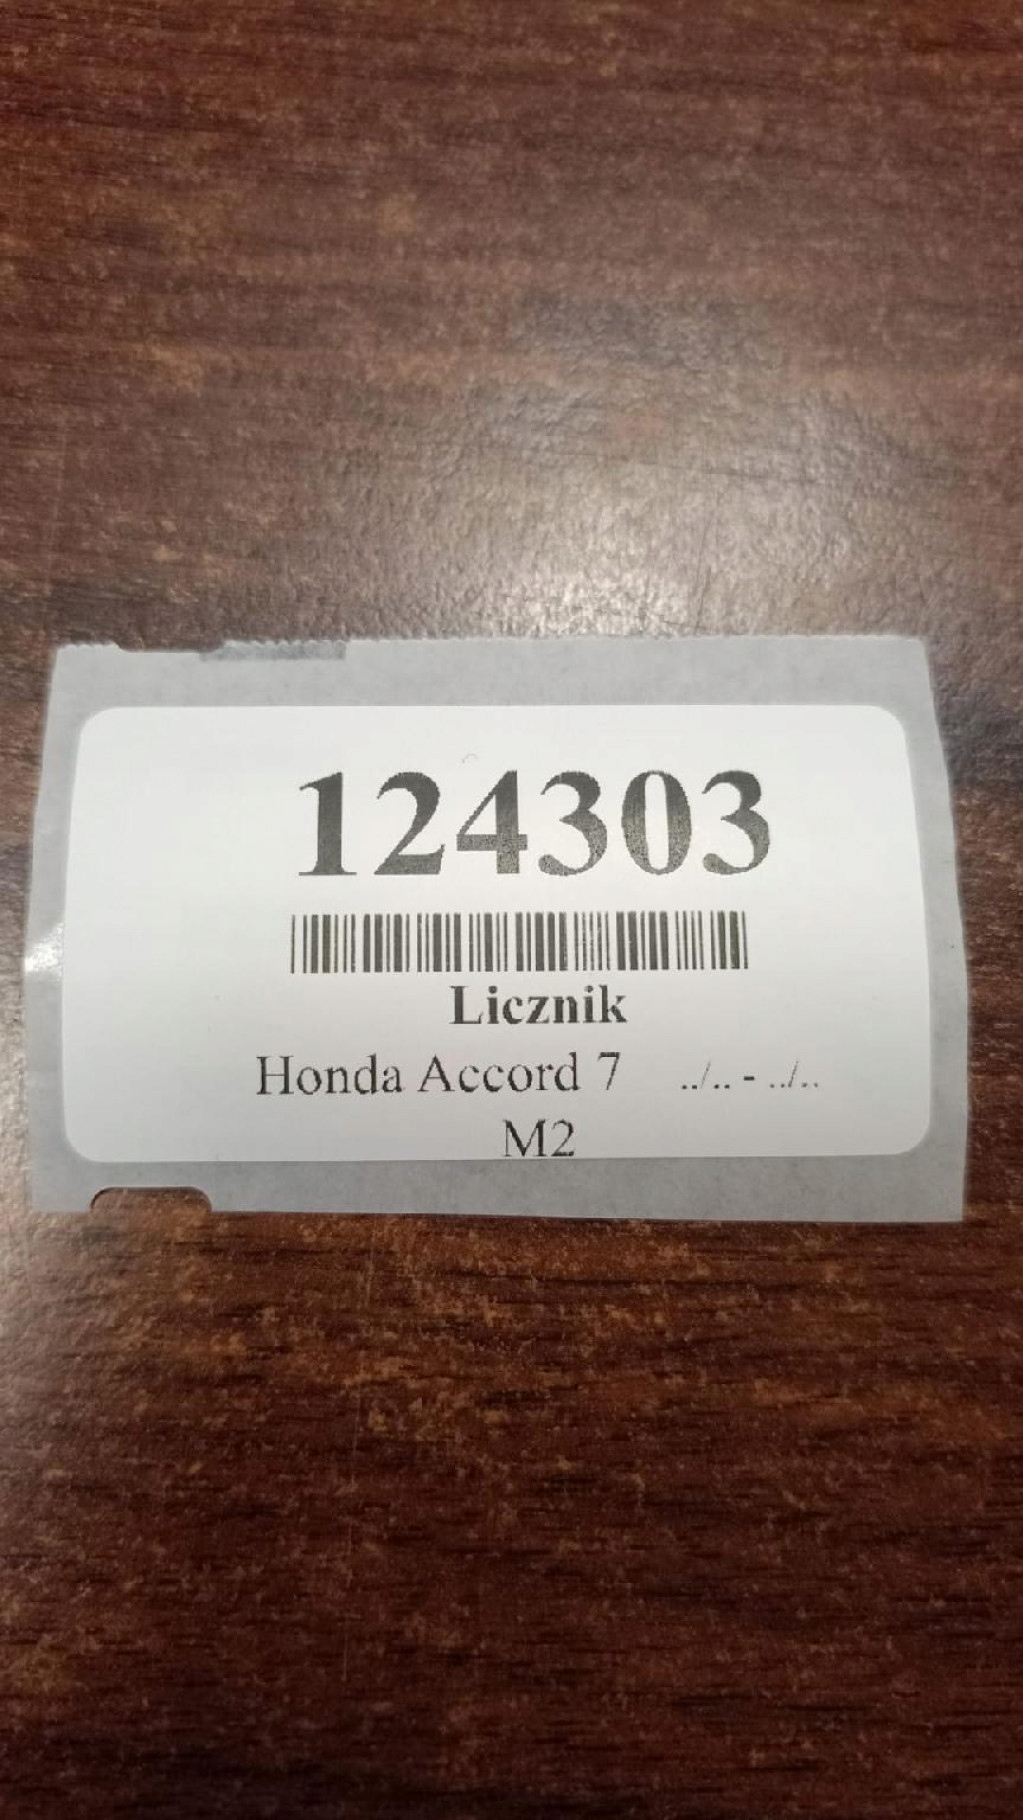 124303
Licznik
Honda Accord 7 ../.. - ../..
M2